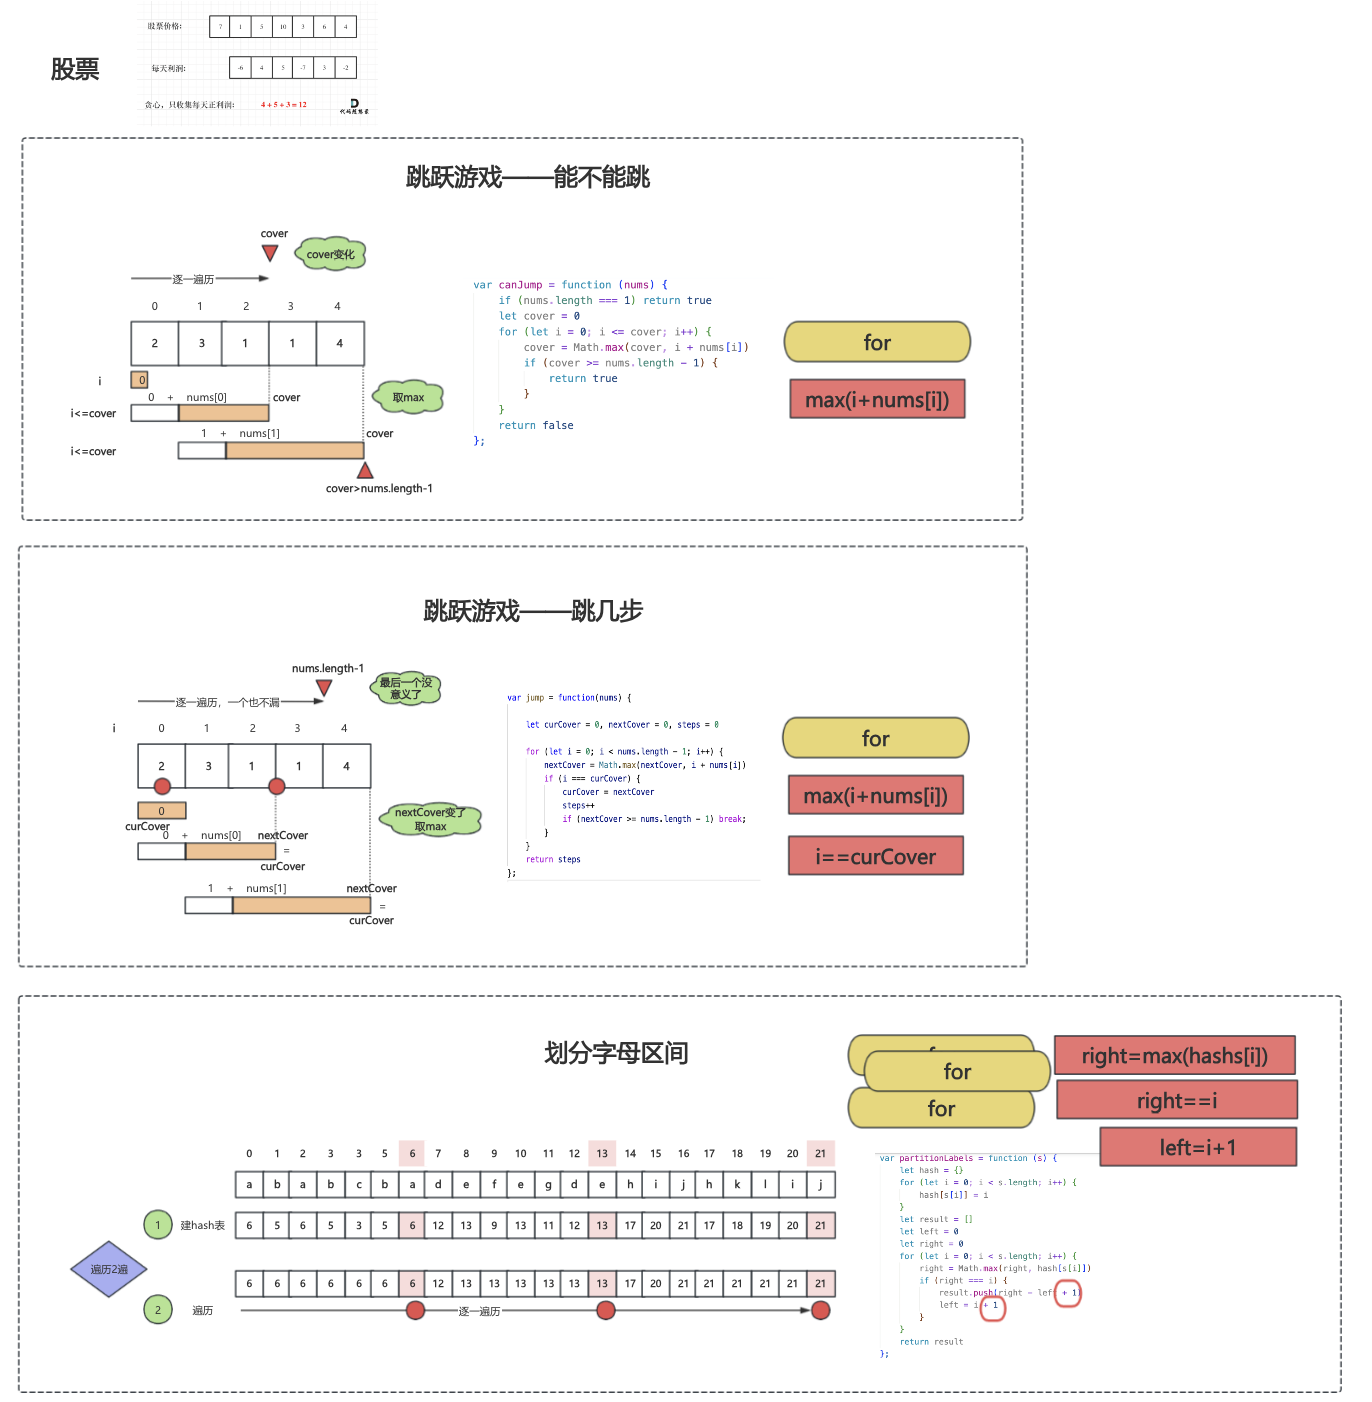 股票
股票价格:
7 1 5 10 3 6 4
每天利润:
-6 4 5 -7 3 -2
贪心,只收集每天正利润:
4 + 5 + 3 = 12
代码随想录
跳跃游戏——能不能跳
cover
cover变化
逐一遍历
0 1 2 3 4
2 3 1 1 4
i
0
0 + nums[0]
cover
取max
i<=cover
1 + nums[1]
cover
i<=cover
cover>nums.length-1
var canJump = function (nums) {
if (nums.length === 1) return true
let cover = 0
for (let i = 0; i <= cover; i++) {
cover = Math.max(cover, i + nums[i])
if (cover >= nums.length - 1) {
return true
}
}
return false
};
for
max(i+nums[i])
跳跃游戏——跳几步
nums.length-1
最后一个没
意义了
逐一遍历,一个也不漏
i
0 1 2 3 4
2 3 1 1 4
0
curCover
0 + nums[0]
nextCover
=
curCover
nextCover变了
取max
1 + nums[1]
nextCover
=
curCover
var jump = function(nums) {
let curCover = 0, nextCover = 0, steps = 0
for (let i = 0; i < nums.length - 1; i++) {
nextCover = Math.max(nextCover, i + nums[i])
if (i === curCover) {
curCover = nextCover
steps++
if (nextCover >= nums.length - 1) break;
}
}
return steps
};
for
max(i+nums[i])
i==curCover
划分字母区间
for
for
right=max(hashs[i])
right==i
left=i+1
0 1 2 3 3 5 6 7 8 9 10 11 12 13 14 15 16 17 18 19 20 21
a b a b c b a d e f e g d e h i j h k l i j
1
建hash表
6 5 6 5 3 5 6 12 13 9 13 11 12 13 17 20 21 17 18 19 20 21
遍历2遍
6 6 6 6 6 6 6 12 13 13 13 13 13 13 17 20 21 21 21 21 21 21
2
遍历
逐一遍历
var partitionLabels = function (s) {
let hash = {}
for (let i = 0; i < s.length; i++) {
hash[s[i]] = i
}
let result = []
let left = 0
let right = 0
for (let i = 0; i < s.length; i++) {
right = Math.max(right, hash[s[i]])
if (right === i) {
result.push(right - left + 1)
left = i + 1
}
}
return result
};